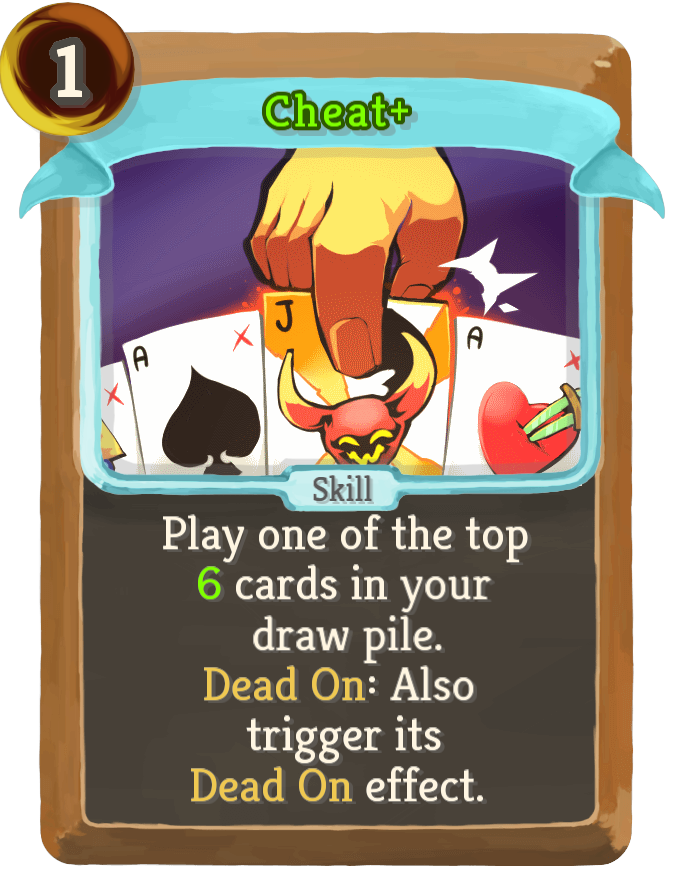 1
Cheat+
A
J
A
Skill
Play one of the top
6 cards in your
draw pile.
Dead On: Also
trigger its
Dead On effect.